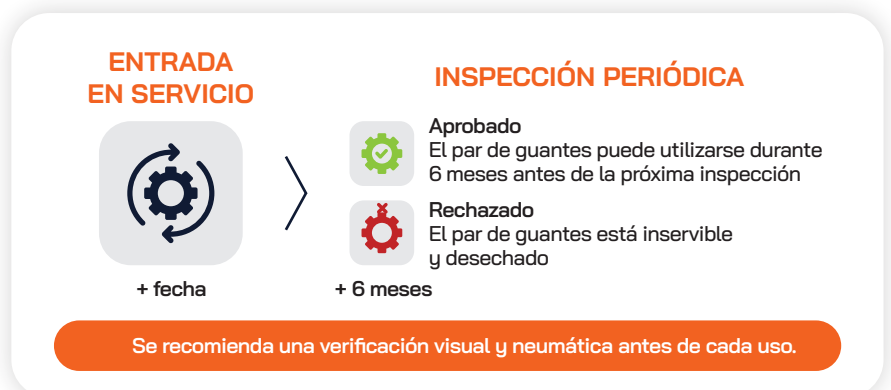 ENTRADA
EN SERVICIO
+ fecha
INSPECCIÓN PERIÓDICA
Aprobado
El par de guantes puede utilizarse durante
6 meses antes de la próxima inspección
Rechazado
El par de guantes está inservible
y desechado
+ 6 meses
Se recomienda una verificación visual y neumática antes de cada uso.